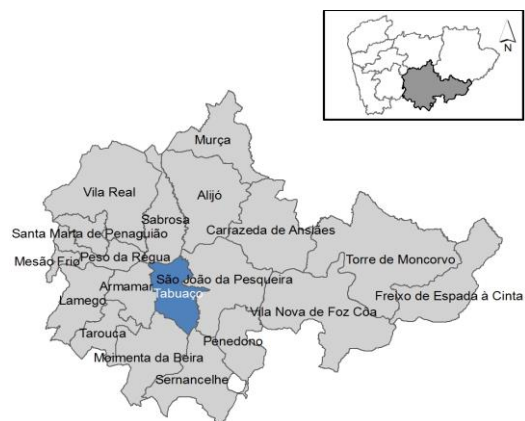 N
Murça
Vila Real
Alijó
Sabrosa
Carrazeda de Ansiães
Santa Marta de Penaguião
Mesão Frio
Peso da Régua
Torre de Moncorvo
São João da Pesqueira
Armamar
Tabuaço
Freixo de Espada à Cinta
Lamego
Vila Nova de Foz Côa
Tarouca
Penedono
Moimenta da Beira
Sernancelhe